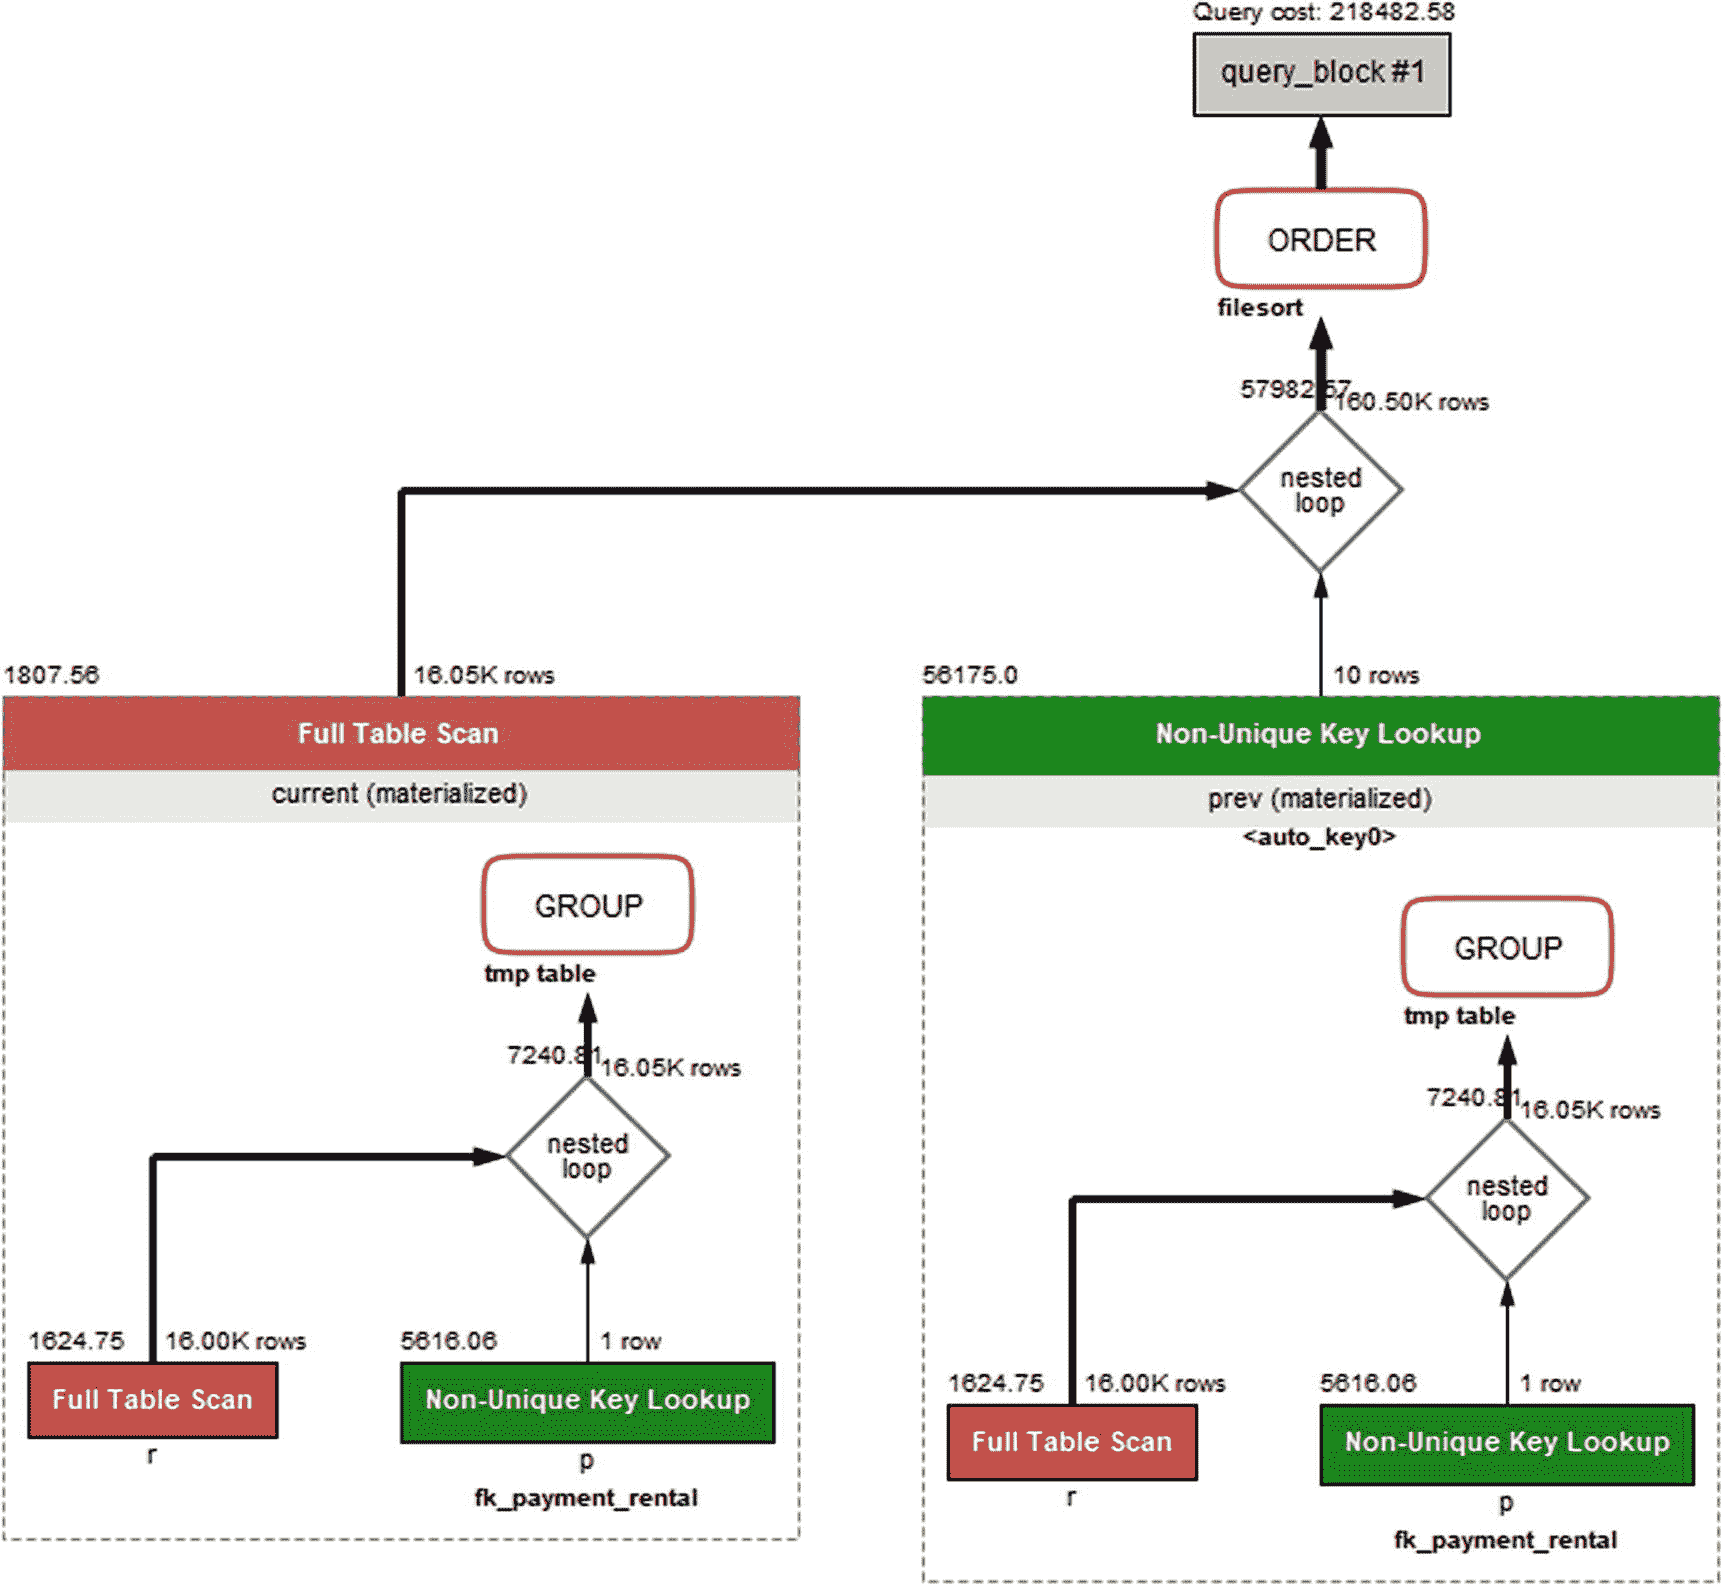 Query cost: 218482.58
query_block #1
ORDER
filesort
57982.57
160.50K rows
nested
loop
1807.56
16.05K rows
56175.0
10 rows
Full Table Scan
current (materialized)
Non-Unique Key Lookup
prev (materialized)
<auto_key0>
GROUP
tmp table
7240.81
16.05K rows
nested
loop
1624.75
16.00K rows
5616.06
1 row
Full Table Scan
Non-Unique Key Lookup
r
p
fk_payment_rental
GROUP
tmp table
7240.81
16.05K rows
nested
loop
1624.75
16.00K rows
5616.06
1 row
Full Table Scan
Non-Unique Key Lookup
r
p
fk_payment_rental